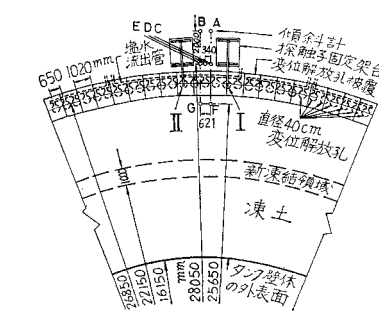 B A
E D C
傾斜計
探触子固定架台
変位解放孔被覆
塩水
流出管
340
650 1020mm
II G F I
621
直径40cm
変位解放孔
新凍結領域
1000
凍土
タンク壁体
の外表面
26850
22150
16150
mm
28050
25650